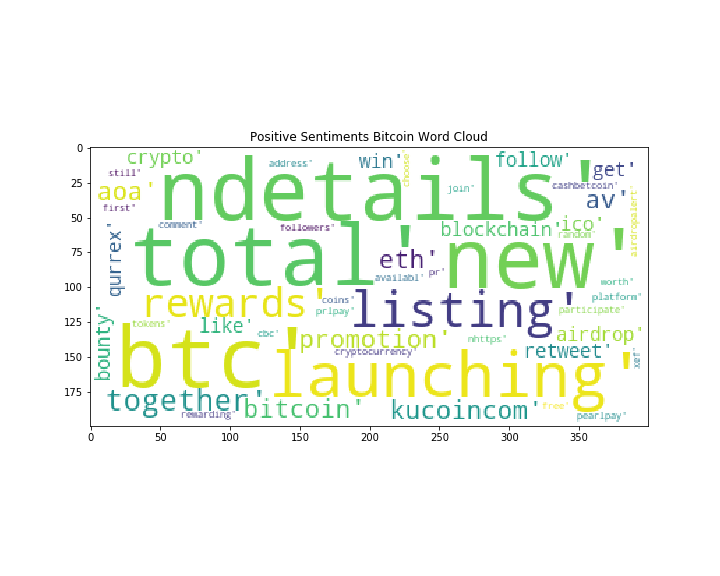 Positive Sentiments Bitcoin Word Cloud
0
25
50
75
100
125
150
175
0
50
100
150
200
250
300
350
crypto'
address'
win'
choose'
follow'
get'
still'
aoa'
first'
ndetails'
join'
cashbetcoin'
av'
airdropalert'
comment'
followers'
blockchain'
ico'
random'
qurrex'
total'
eth'
pr'
availabl'
new'
worth'
rewards'
coins'
prlpay'
listing'
platform'
participate'
bounty'
tokens'
like'
cbc'
promotion'
nhttps'
airdrop'
btc'
cryptocurrency'
retweet'
launching'
together'
rewarding'
bitcoin'
kucoincom'
free'
pearlpay'